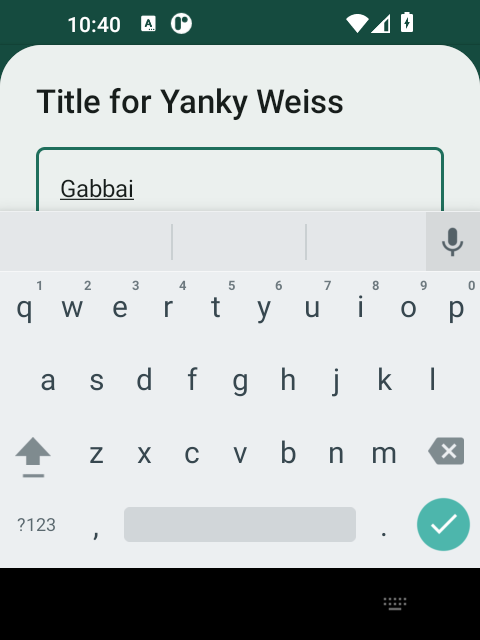 10:40
Title for Yanky Weiss
Gabbai
1 2 3 4 5 6 7 8 9 0
q w e r t y u i o p
a s d f g h j k l
z x c v b n m
?123 , .